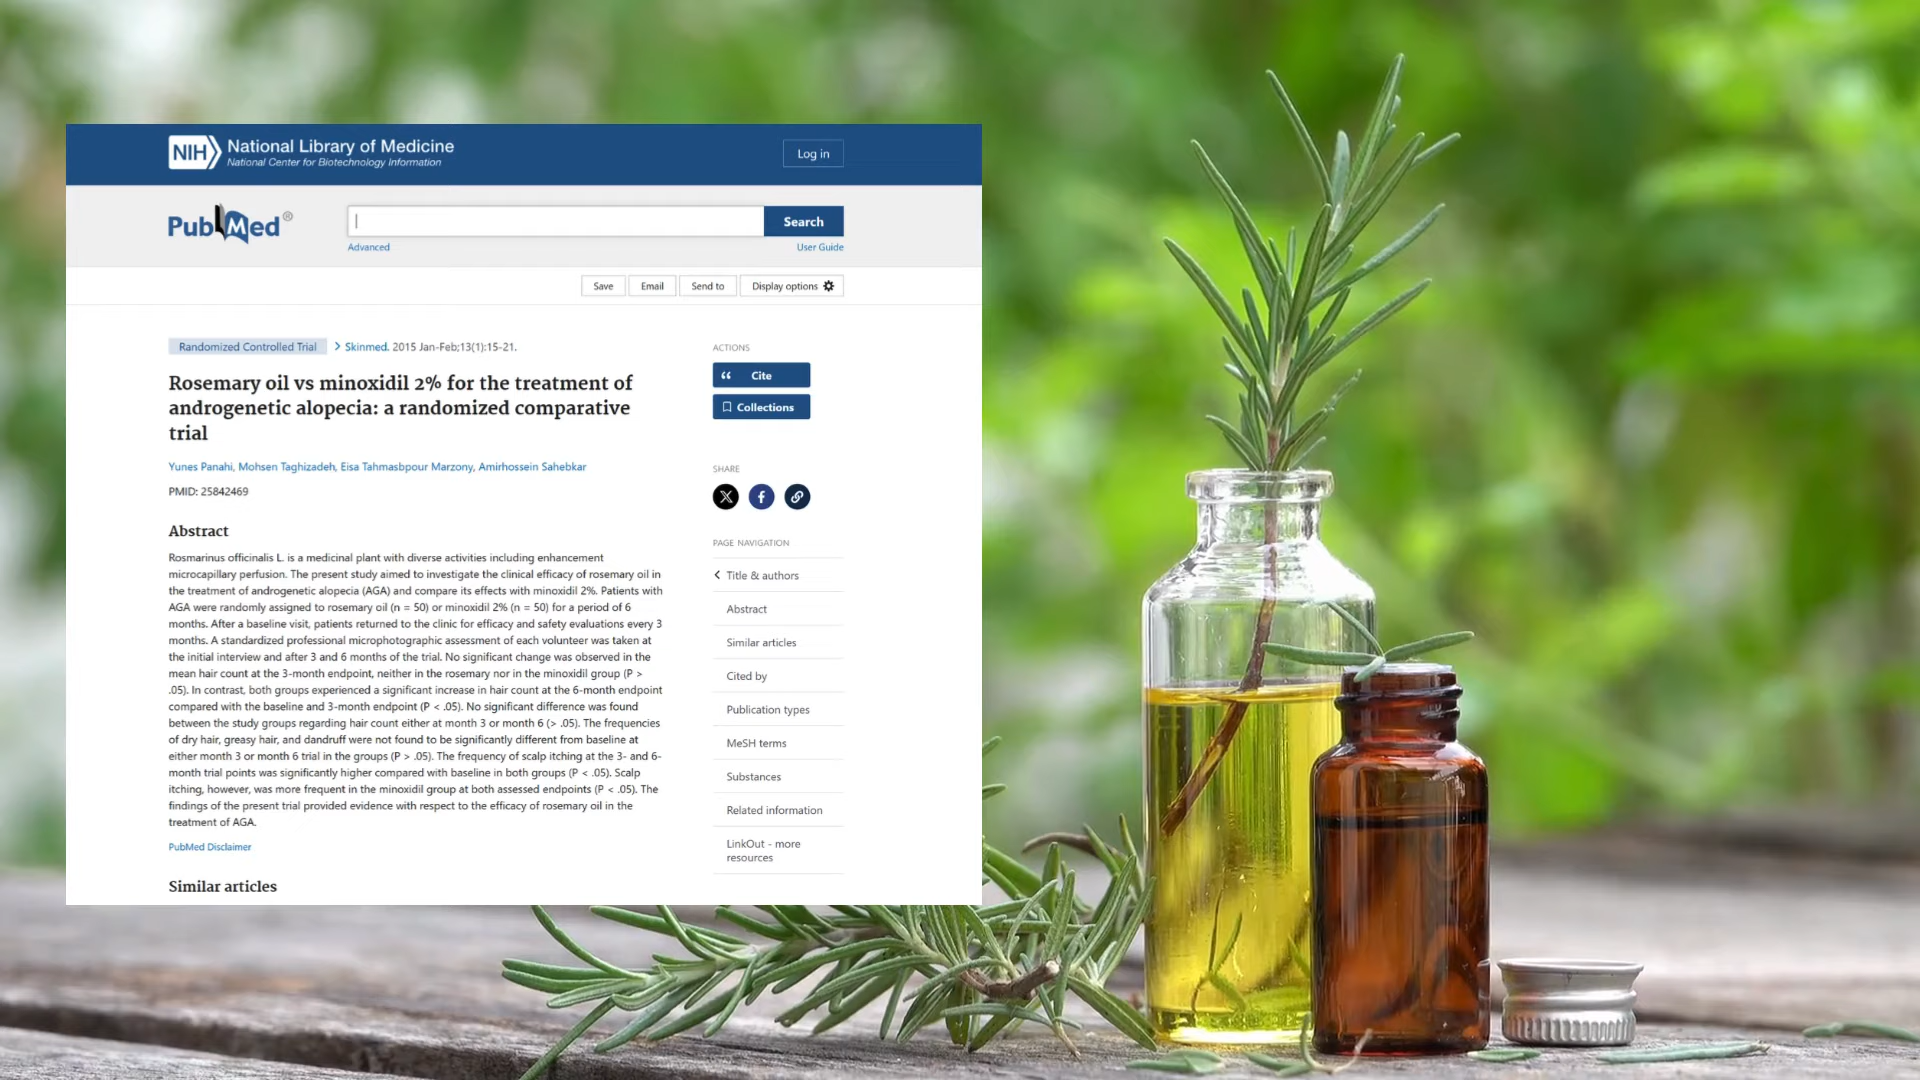 NIH National Library of Medicine
National Center for Biotechnology Information
Log in
PubMed®
Search
Advanced
User Guide
Save
Email
Send to
Display options
Randomized Controlled Trial
Skinmed. 2015 Jan-Feb;13(1):15-21.
Rosemary oil vs minoxidil 2% for the treatment of
androgenetic alopecia: a randomized comparative
trial
Yunes Panahi, Mohsen Taghizadeh, Eisa Tahmasbpour Marzony, Amirhossein Sahebkar
PMID: 25842469
Abstract
Rosmarinus officinalis L. is a medicinal plant with diverse activities including enhancement
microcapillary perfusion. The present study aimed to investigate the clinical efficacy of rosemary oil in
the treatment of androgenetic alopecia (AGA) and compare its effects with minoxidil 2%. Patients with
AGA were randomly assigned to rosemary oil (n = 50) or minoxidil 2% (n = 50) for a period of 6
months. After a baseline visit, patients returned to the clinic for efficacy and safety evaluations every 3
months. A standardized professional microphotographic assessment of each volunteer was taken at
the initial interview and after 3 and 6 months of the trial. No significant change was observed in the
mean hair count at the 3-month endpoint, neither in the rosemary nor in the minoxidil group (P >
.05). In contrast, both groups experienced a significant increase in hair count at the 6-month endpoint
compared with the baseline and 3-month endpoint (P < .05). No significant difference was found
between the study groups regarding hair count either at month 3 or month 6 (> .05). The frequencies
of dry hair, greasy hair, and dandruff were not found to be significantly different from baseline at
either month 3 or month 6 trial in the groups (P > .05). The frequency of scalp itching at the 3- and 6-
month trial points was significantly higher compared with baseline in both groups (P < .05). Scalp
itching, however, was more frequent in the minoxidil group at both assessed endpoints (P < .05). The
findings of the present trial provided evidence with respect to the efficacy of rosemary oil in the
treatment of AGA.
PubMed Disclaimer
Similar articles
ACTIONS
Cite
Collections
SHARE
PAGE NAVIGATION
Title & authors
Abstract
Similar articles
Cited by
Publication types
MeSH terms
Substances
Related information
LinkOut - more
resources